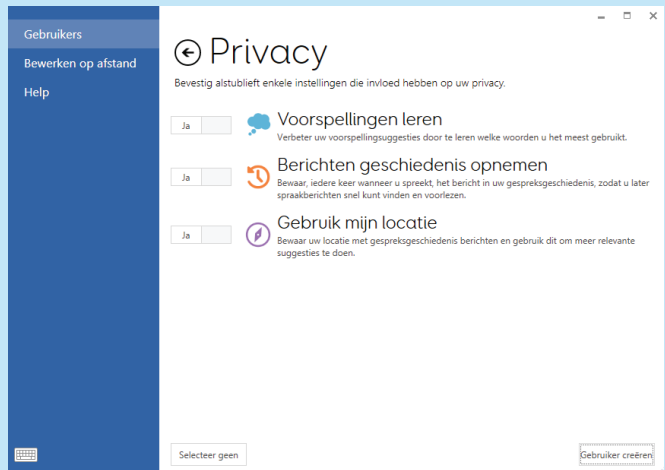 Gebruikers
Bewerken op afstand
Help
Privacy
Bevestig alstublieft enkele instellingen die invloed hebben op uw privacy.
Ja
Voorspellingen leren
Verbeter uw voorspellingsuggesties door te leren welke woorden u het meest gebruikt.
Ja
Berichten geschiedenis opnemen
Bewaar, iedere keer wanneer u spreekt, het bericht in uw gespreksgeschiedenis, zodat u later
spraakberichten snel kunt vinden en voorlezen.
Ja
Gebruik mijn locatie
Bewaar uw locatie met gespreksgeschiedenis berichten en gebruik dit om meer relevante
suggesties te doen.
Selecteer geen
Gebruiker creëren